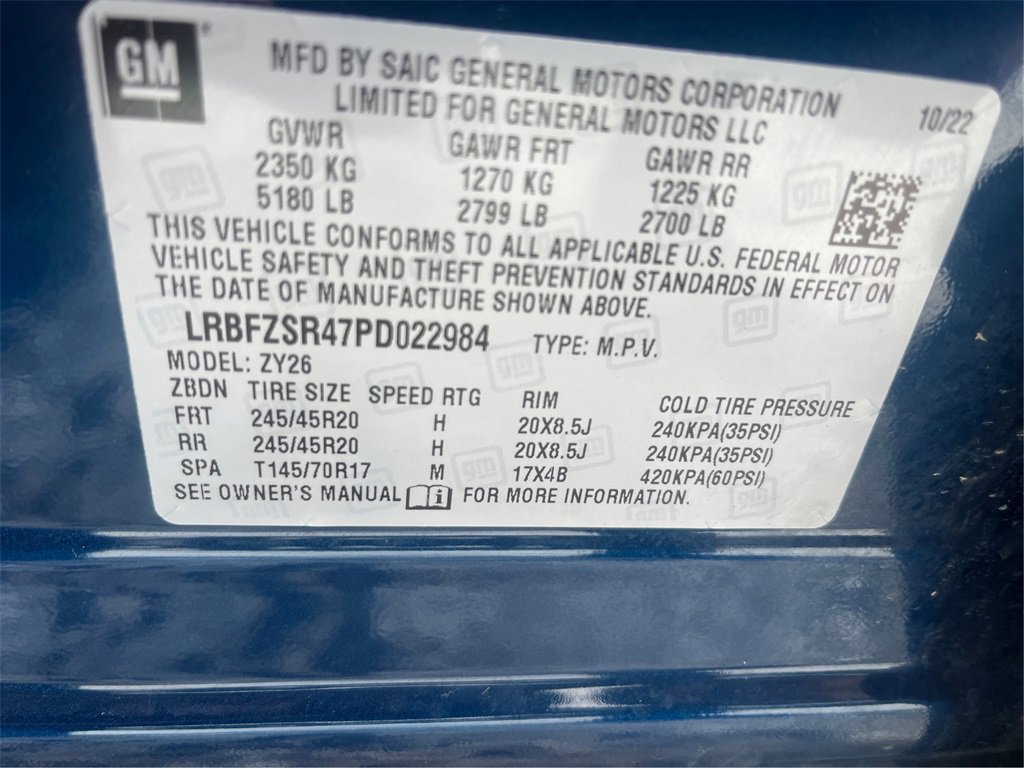 GM
MFD BY SAIC GENERAL MOTORS CORPORATION
LIMITED FOR GENERAL MOTORS LLC
10/22
GVWR GAWR FRT GAWR RR
2350 KG 1270 KG 1225 KG
5180 LB 2799 LB 2700 LB
THIS VEHICLE CONFORMS TO ALL APPLICABLE U.S. FEDERAL MOTOR
VEHICLE SAFETY AND THEFT PREVENTION STANDARDS IN EFFECT ON
THE DATE OF MANUFACTURE SHOWN ABOVE.
LRBFZSR47PD022984 TYPE: M.P.V.
MODEL: ZY26
ZBDN TIRE SIZE SPEED RTG RIM COLD TIRE PRESSURE
FRT 245/45R20 H 20X8.5J 240KPA(35PSI)
RR 245/45R20 H 20X8.5J 240KPA(35PSI)
SPA T145/70R17 M 17X4B 420KPA(60PSI)
SEE OWNER'S MANUAL i FOR MORE INFORMATION.